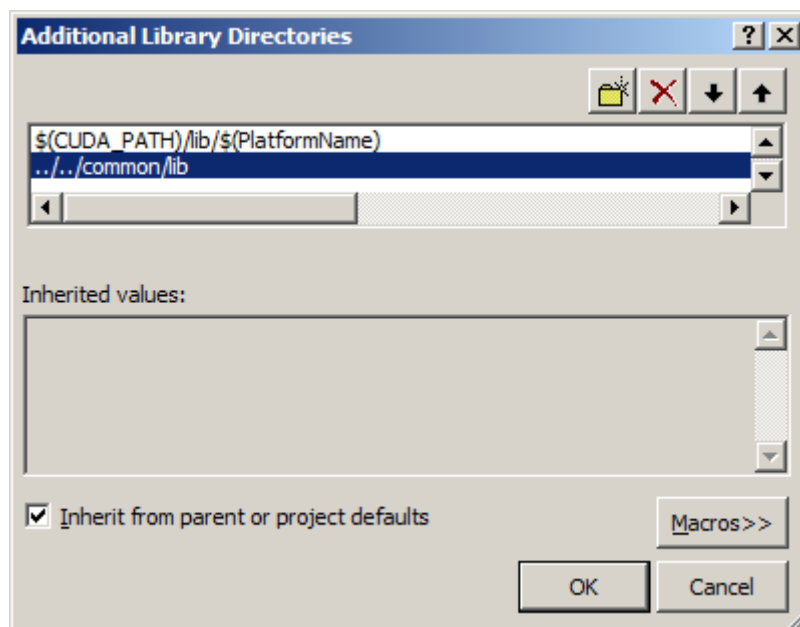 Additional Library Directories
$(CUDA_PATH)/lib/$(PlatformName)
../../common/lib
Inherited values:
Inherit from parent or project defaults
Macros>>
OK Cancel